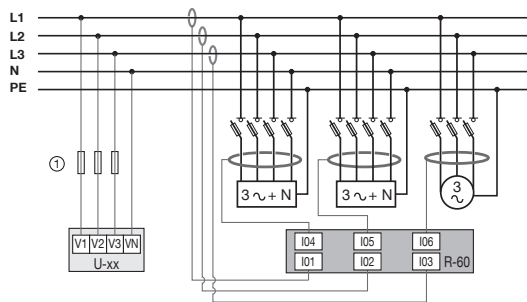 L1
L2
L3
N
PE
①
3 ∿ + N
3 ∿ + N
3
∿
V1 V2 V3 VN
U-xx
I04 I05 I06
I01 I02 I03
R-60